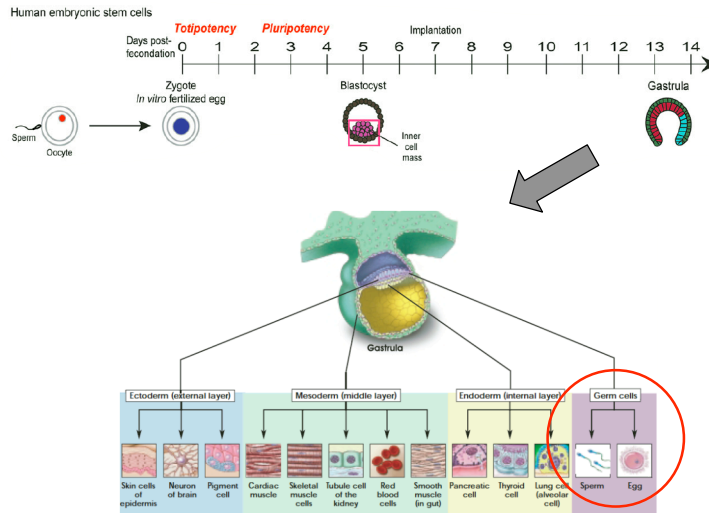 Human embryonic stem cells
Totipotency Pluripotency Implantation
Days post-
fecondation
0 1 2 3 4 5 6 7 8 9 10 11 12 13 14
Zygote
In vitro fertilized egg
Blastocyst
Gastrula
Sperm
Oocyte
Inner
cell
mass
Gastrula
Ectoderm (external layer) Mesoderm (middle layer) Endoderm (internal layer) Germ cells
Skin cells
of
epidermis
Neuron
of brain
Pigment
cell
Cardiac
muscle
Skeletal
muscle
cells
Tubule cell
of the
kidney
Red
blood
cells
Smooth
muscle
(in gut)
Pancreatic
cell
Thyroid
cell
Lung cell
(alveolar
cell)
Sperm
Egg